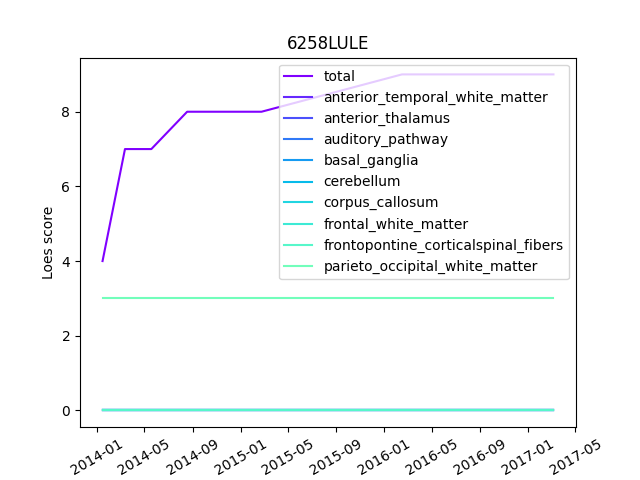 6258LULE
Loes score
8
6
4
2
0
total
anterior_temporal_white_matter
anterior_thalamus
auditory_pathway
basal_ganglia
cerebellum
corpus_callosum
frontal_white_matter
frontopontine_corticalspinal_fibers
parieto_occipital_white_matter
2014-01
2014-05
2014-09
2015-01
2015-05
2015-09
2016-01
2016-05
2016-09
2017-01
2017-05